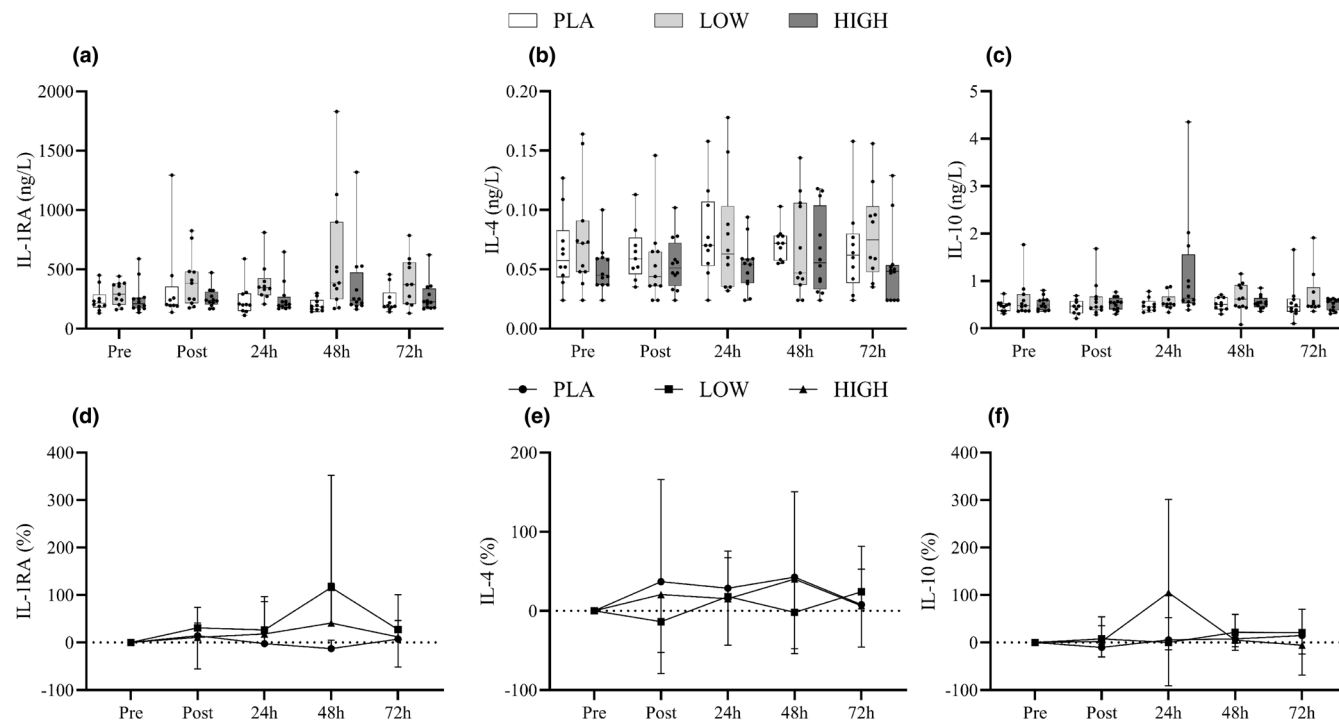 PLA LOW HIGH
(a) (b) (c)
IL-1RA (ng/L)
2000
1500
1000
500
0
Pre Post 24h 48h 72h
IL-4 (ng/L)
0.20
0.15
0.10
0.05
0.00
Pre Post 24h 48h 72h
IL-10 (ng/L)
5
4
3
2
1
0
Pre Post 24h 48h 72h
PLA LOW HIGH
(d) (e) (f)
IL-1RA (%)
400
300
200
100
0
-100
Pre Post 24h 48h 72h
IL-4 (%)
200
100
0
-100
Pre Post 24h 48h 72h
IL-10 (%)
400
300
200
100
0
-100
Pre Post 24h 48h 72h